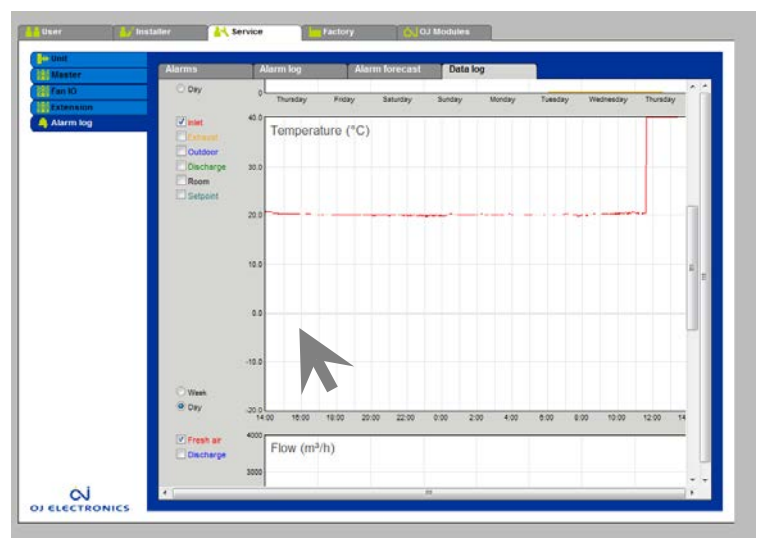 User Installer Service Factory OJ Modules
Unit
Master
Fan IO
Extension
Alarm log
Alarms Alarm log Alarm forecast Data log
Day
0
Thursday Friday Saturday Sunday Monday Tuesday Wednesday Thursday
Temperature (°C)
40.0
30.0
20.0
10.0
0.0
-10.0
-20.0
Inlet
Exhaust
Outdoor
Discharge
Room
Setpoint
Week
Day
14:00 16:00 18:00 20:00 22:00 0:00 2:00 4:00 6:00 8:00 10:00 12:00 14
Fresh air
Discharge
Flow (m³/h)
4000
3000
OJ ELECTRONICS